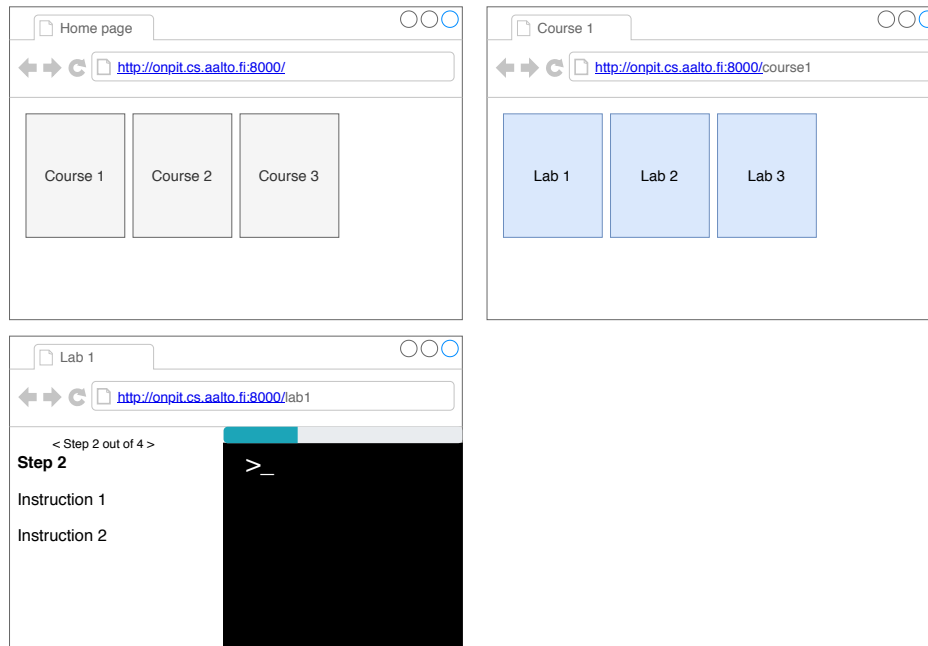 Home page
http://onpit.cs.aalto.fi:8000/
Course 1
Course 2
Course 3
Course 1
http://onpit.cs.aalto.fi:8000/course1
Lab 1
Lab 2
Lab 3
Lab 1
http://onpit.cs.aalto.fi:8000/lab1
< Step 2 out of 4 >
Step 2
Instruction 1
Instruction 2
>_